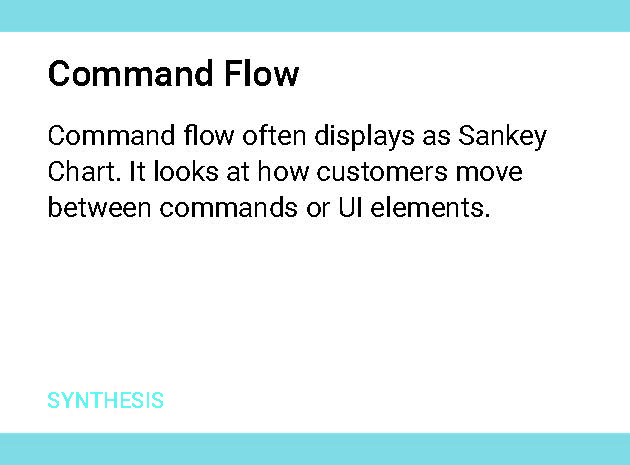 Command Flow
Command flow often displays as Sankey
Chart. It looks at how customers move
between commands or UI elements.
SYNTHESIS